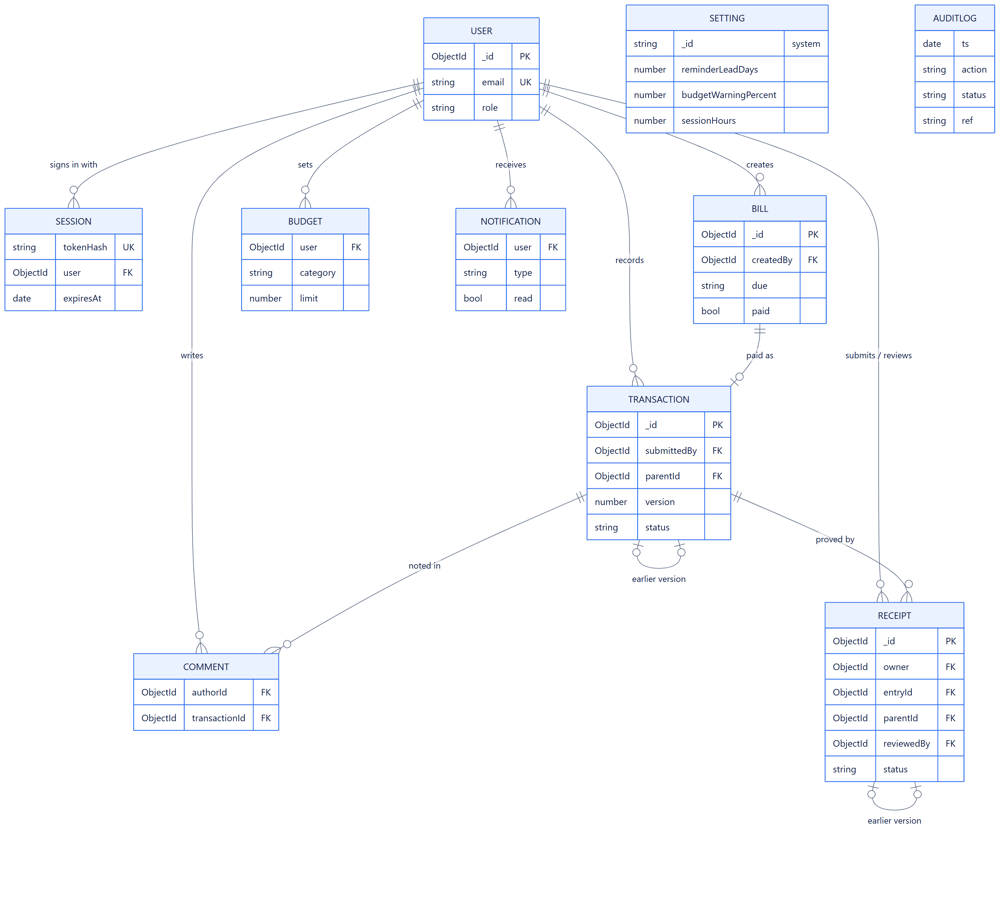 USER
ObjectId _id PK
string email UK
string role
SETTING
string _id system
number reminderLeadDays
number budgetWarningPercent
number sessionHours
AUDITLOG
date ts
string action
string status
string ref
signs in with
sets
receives
creates
SESSION
string tokenHash UK
ObjectId user FK
date expiresAt
BUDGET
ObjectId user FK
string category
number limit
NOTIFICATION
ObjectId user FK
string type
bool read
records
BILL
ObjectId _id PK
ObjectId createdBy FK
string due
bool paid
writes
paid as
submits / reviews
TRANSACTION
ObjectId _id PK
ObjectId submittedBy FK
ObjectId parentId FK
number version
string status
proved by
noted in
earlier version
COMMENT
ObjectId authorId FK
ObjectId transactionId FK
RECEIPT
ObjectId _id PK
ObjectId owner FK
ObjectId entryId FK
ObjectId parentId FK
ObjectId reviewedBy FK
string status
earlier version